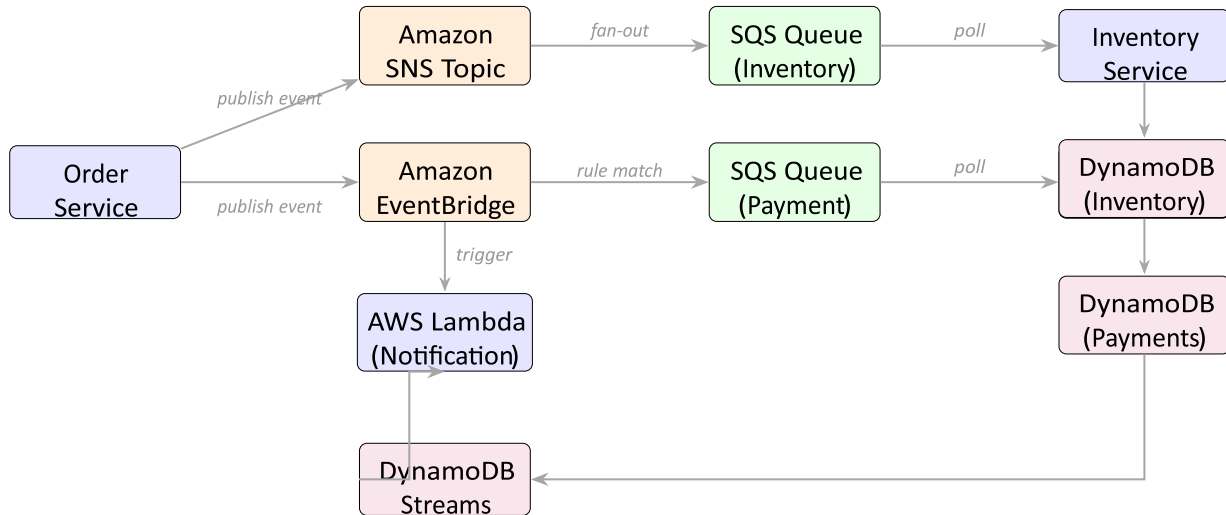 Amazon
SNS Topic
fan-out
SQS Queue
(Inventory)
poll
Inventory
Service
publish event
Order
Service
publish event
Amazon
EventBridge
rule match
SQS Queue
(Payment)
poll
DynamoDB
(Inventory)
trigger
AWS Lambda
(Notification)
DynamoDB
(Payments)
DynamoDB
Streams